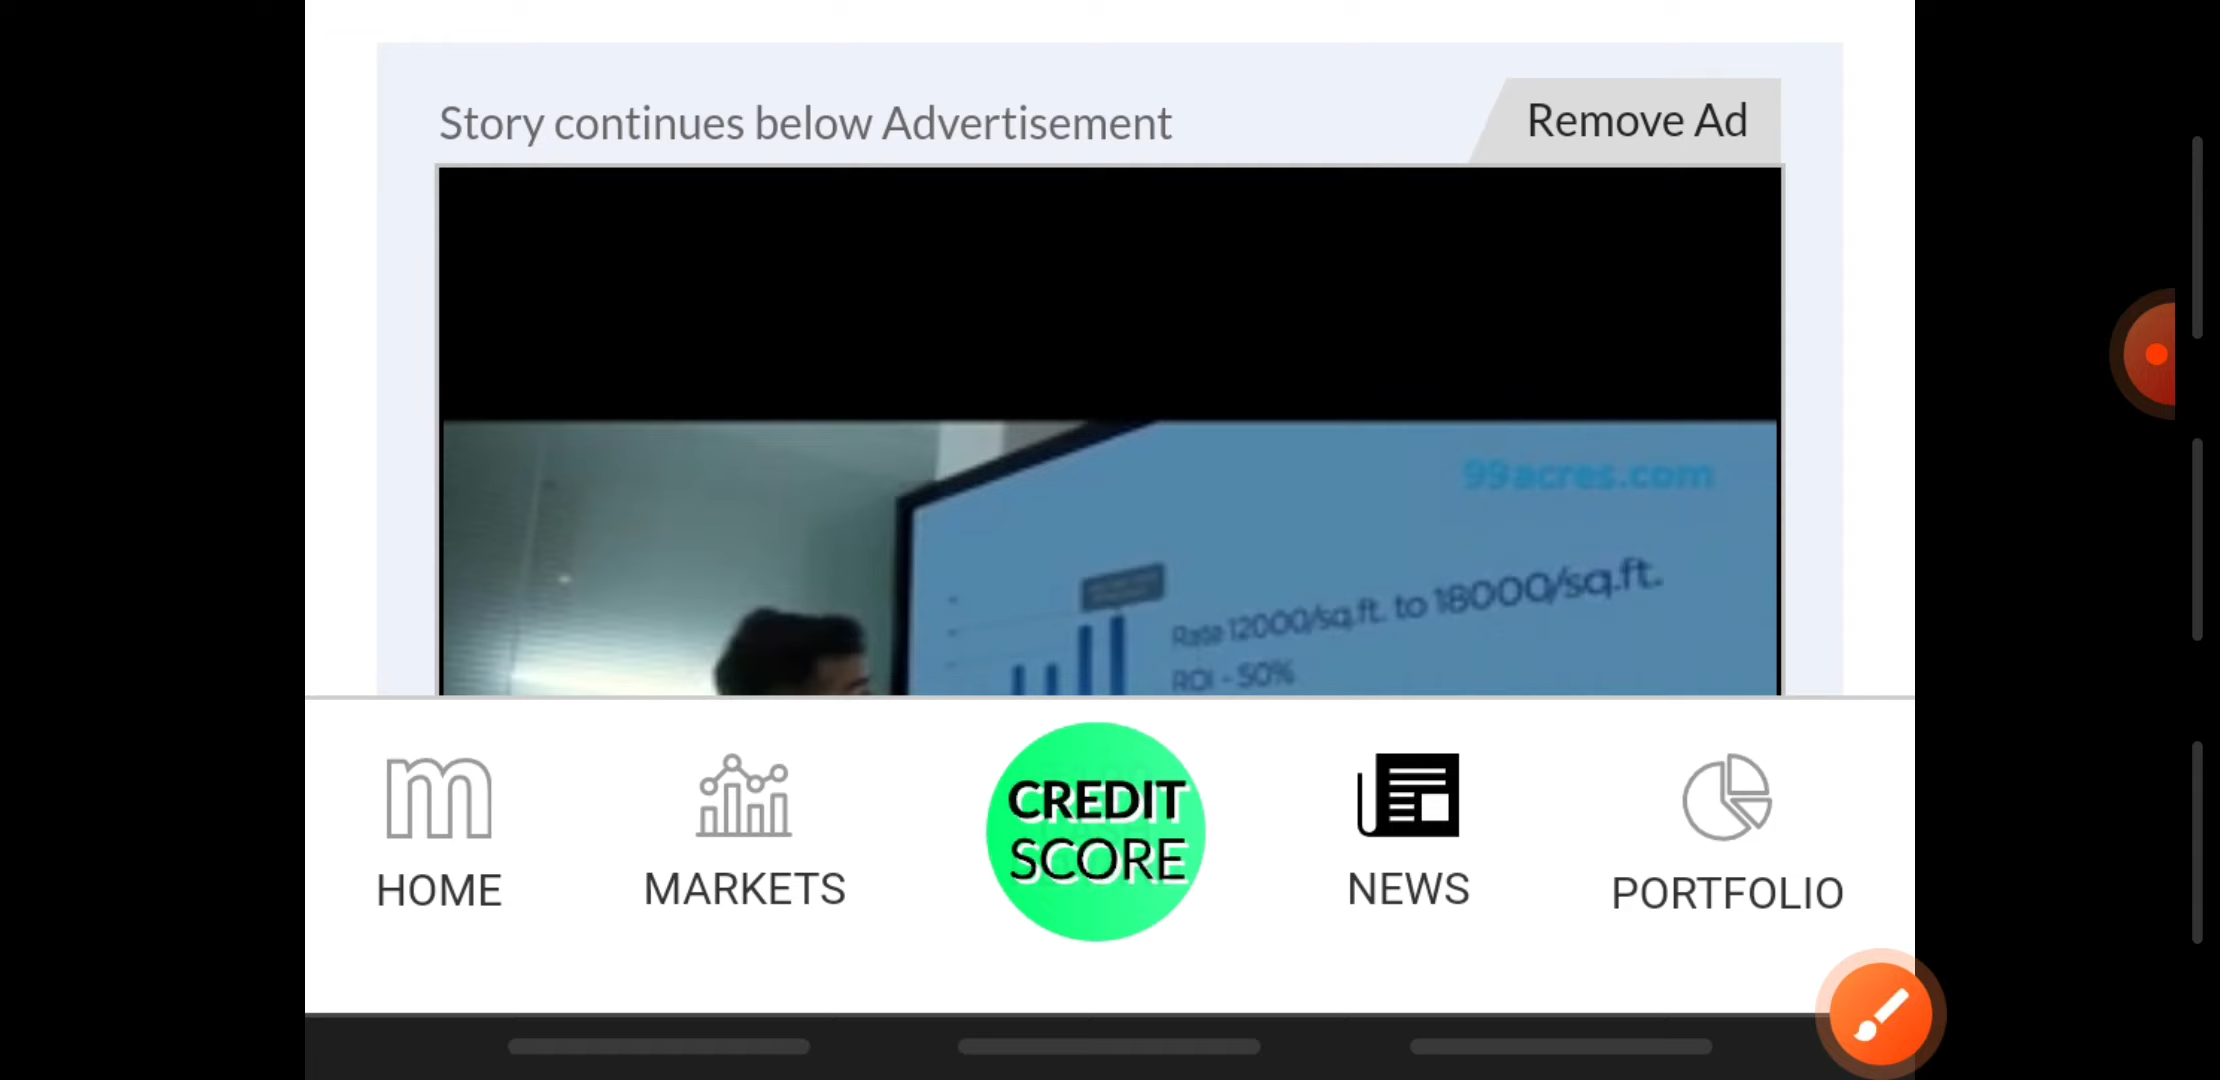 Story continues below Advertisement
Remove Ad
99acres.com
Rate 12000/sq.ft. to 18000/sq.ft.
ROI - 50%
CREDIT
SCORE
HOME
MARKETS
NEWS
PORTFOLIO